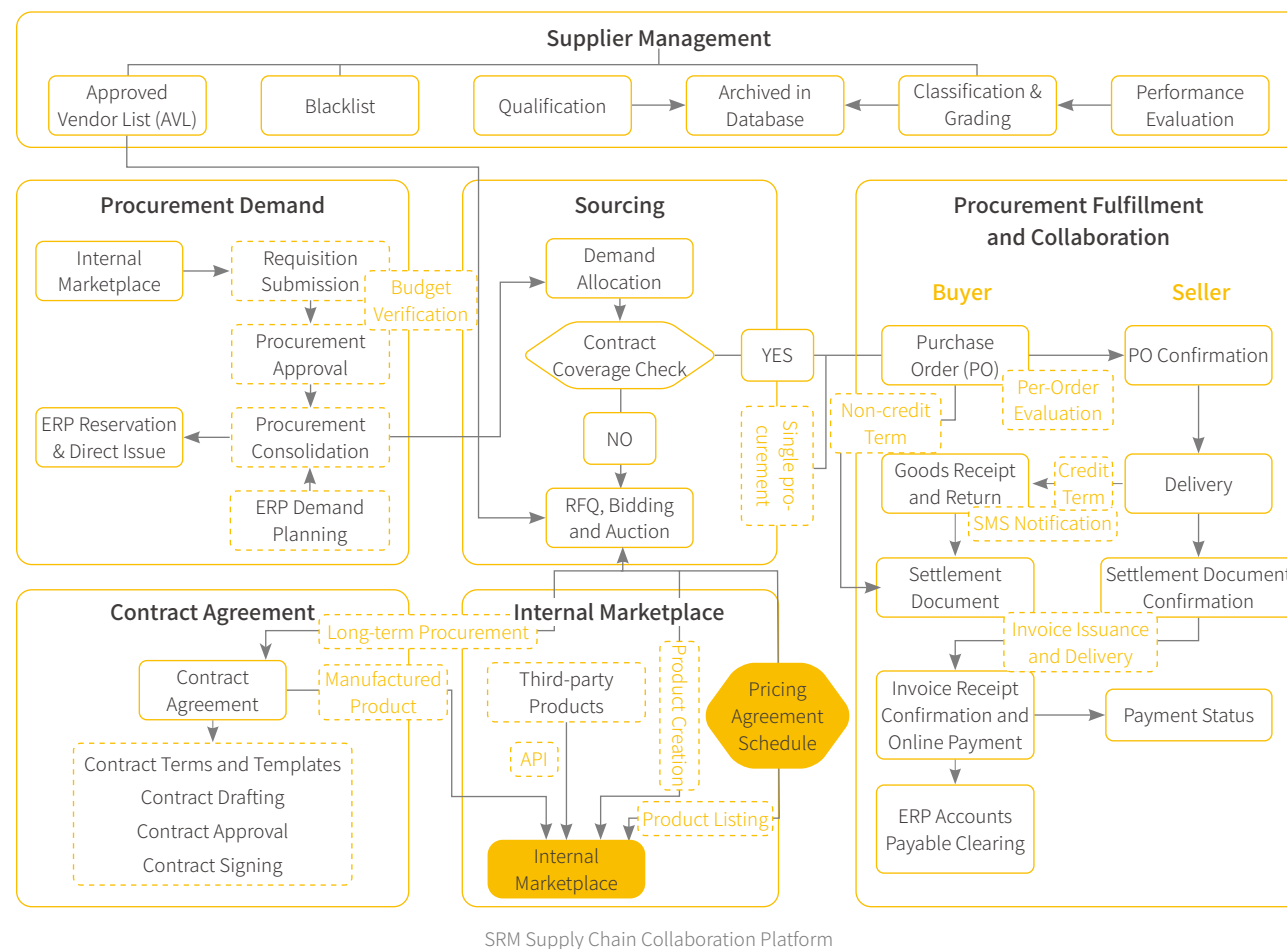 Supplier Management
Approved
Vendor List (AVL)
Blacklist
Qualification
Archived in
Database
Classification &
Grading
Performance
Evaluation
Procurement Demand
Internal
Marketplace
Requisition
Submission
Budget
Verification
Procurement
Approval
ERP Reservation
& Direct Issue
Procurement
Consolidation
ERP Demand
Planning
Sourcing
Demand
Allocation
Contract
Coverage Check
YES
NO
Single pro-
curement
RFQ, Bidding
and Auction
Procurement Fulfillment
and Collaboration
Buyer
Seller
Purchase
Order (PO)
PO Confirmation
Per-Order
Evaluation
Non-credit
Term
Goods Receipt
and Return
Credit
Term
Delivery
SMS Notification
Settlement
Document
Settlement Document
Confirmation
Invoice Issuance
and Delivery
Invoice Receipt
Confirmation and
Online Payment
Payment Status
ERP Accounts
Payable Clearing
Contract Agreement
Long-term Procurement
Contract
Agreement
Manufactured
Product
Contract Terms and Templates
Contract Drafting
Contract Approval
Contract Signing
Internal Marketplace
Third-party
Products
API
Product Creation
Pricing
Agreement
Schedule
Product Listing
Internal
Marketplace
SRM Supply Chain Collaboration Platform